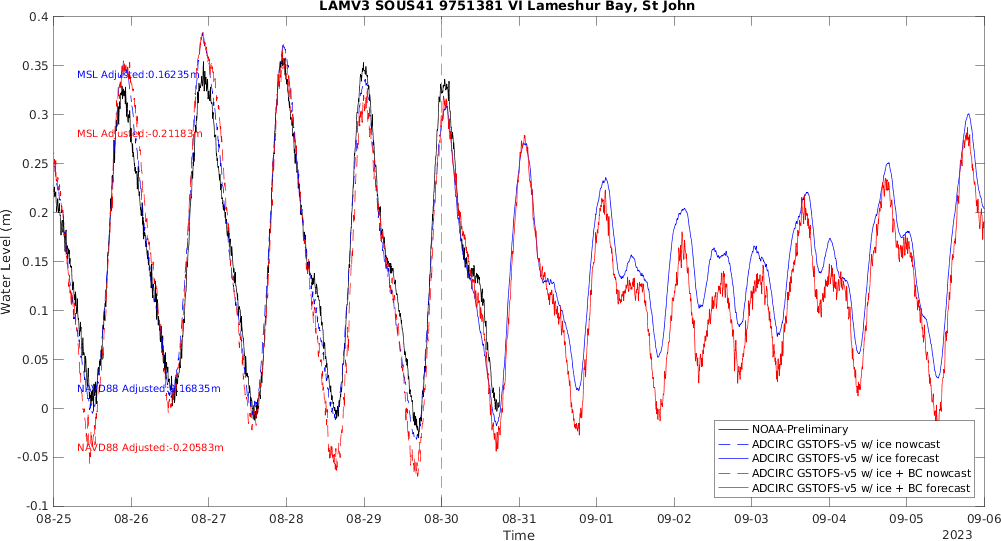 LAMV3 SOUS41 9751381 VI Lameshur Bay, St John
0.4
0.35
0.3
0.25
0.2
0.15
0.1
0.05
0
-0.05
-0.1
Water Level (m)
MSL Adjusted:0.16235m
MSL Adjusted:-0.21183m
NAVD88 Adjusted:0.16835m
NAVD88 Adjusted:-0.20583m
NOAA-Preliminary
ADCIRC GSTOFS-v5 w/ ice nowcast
ADCIRC GSTOFS-v5 w/ ice forecast
ADCIRC GSTOFS-v5 w/ ice + BC nowcast
ADCIRC GSTOFS-v5 w/ ice + BC forecast
08-25 08-26 08-27 08-28 08-29 08-30 08-31 09-01 09-02 09-03 09-04 09-05 09-06
Time
2023